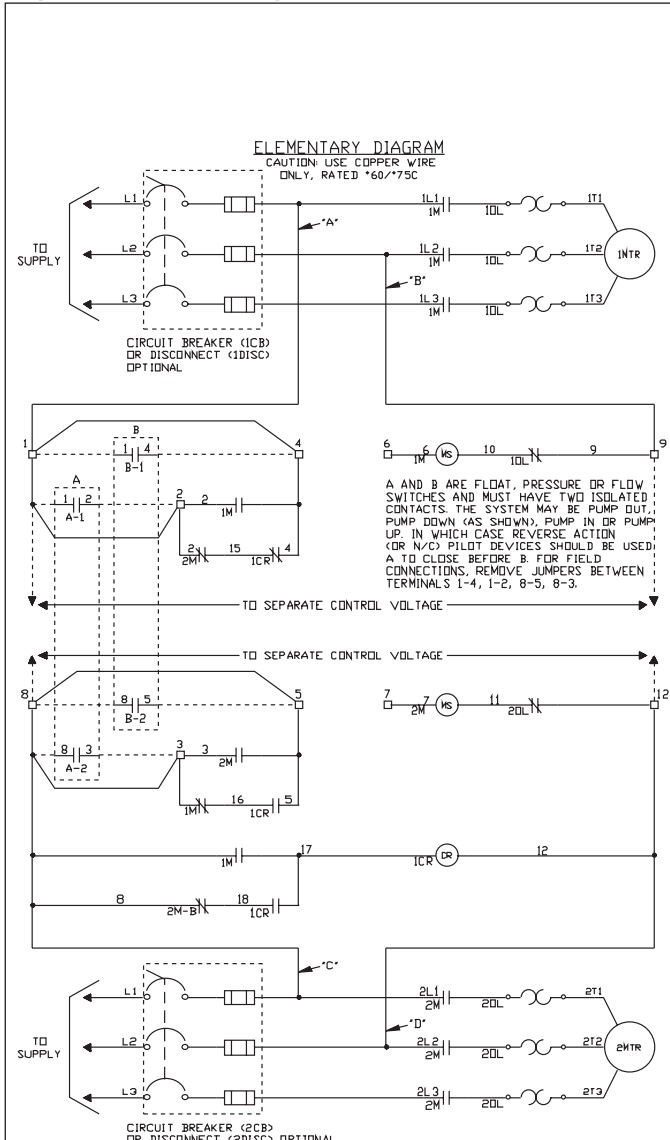 ELEMENTARY DIAGRAM
CAUTION: USE COPPER WIRE
ONLY, RATED °60/°75C
L1
1L1
1M
1OL
1T1
"A"
TO
SUPPLY
L2
1L2
1M
1OL
1T2
1MTR
"B"
L3
1L3
1M
1OL
1T3
CIRCUIT BREAKER (1CB)
OR DISCONNECT (1DISC)
OPTIONAL
B
1
1 4
B-1
4
6
1M
6
MS
10
1OL
9
9
A
1 2
A-1
2
2
1M
2
2M
15
1CR
4
A AND B ARE FLOAT, PRESSURE OR FLOW
SWITCHES AND MUST HAVE TWO ISOLATED
CONTACTS. THE SYSTEM MAY BE PUMP OUT,
PUMP DOWN (AS SHOWN), PUMP IN OR PUMP
UP. IN WHICH CASE REVERSE ACTION
(OR N/C) PILOT DEVICES SHOULD BE USED
A TO CLOSE BEFORE B. FOR FIELD
CONNECTIONS, REMOVE JUMPERS BETWEEN
TERMINALS 1-4, 1-2, 8-5, 8-3.
TO SEPARATE CONTROL VOLTAGE
TO SEPARATE CONTROL VOLTAGE
8
8 5
B-2
5
7
2M
7
MS
11
2OL
12
8 3
A-2
3
3
2M
1M
16
1CR
5
1M
17
1CR
DR
12
8
2M-B
18
1CR
"C"
L1
2L1
2M
2OL
2T1
"D"
TO
SUPPLY
L2
2L2
2M
2OL
2T2
2MTR
L3
2L3
2M
2OL
2T3
CIRCUIT BREAKER (2CB)
OR DISCONNECT (2DISC) OPTIONAL